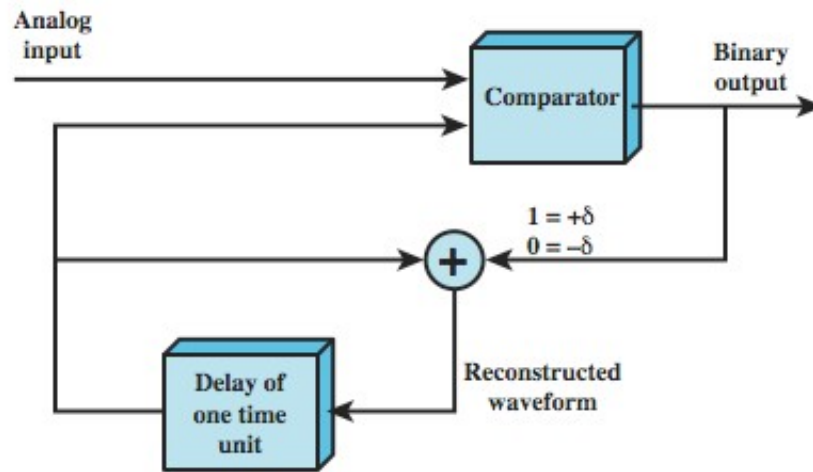 Analog
input
Comparator
Binary
output
1 = +δ
0 = –δ
+
Delay of
one time
unit
Reconstructed
waveform